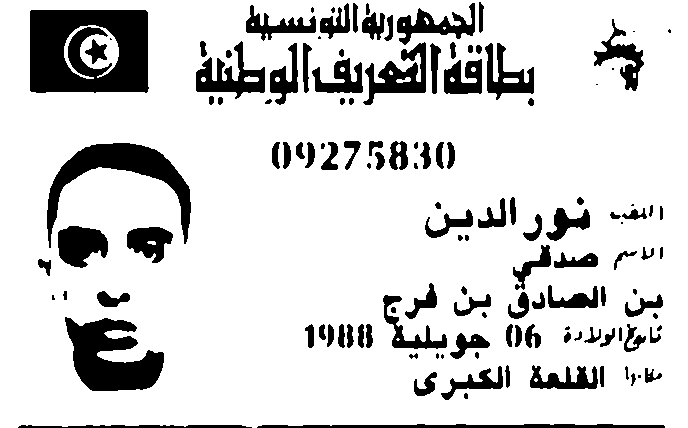 الجمهورية التونسية
بطاقة التعريف الوطنية
09275830
اللقب نور الدين
الاسم صدقي
بن الصادق بن فرج
تاريخ الولادة 06 جويلية 1988
مكانها القلعة الكبرى